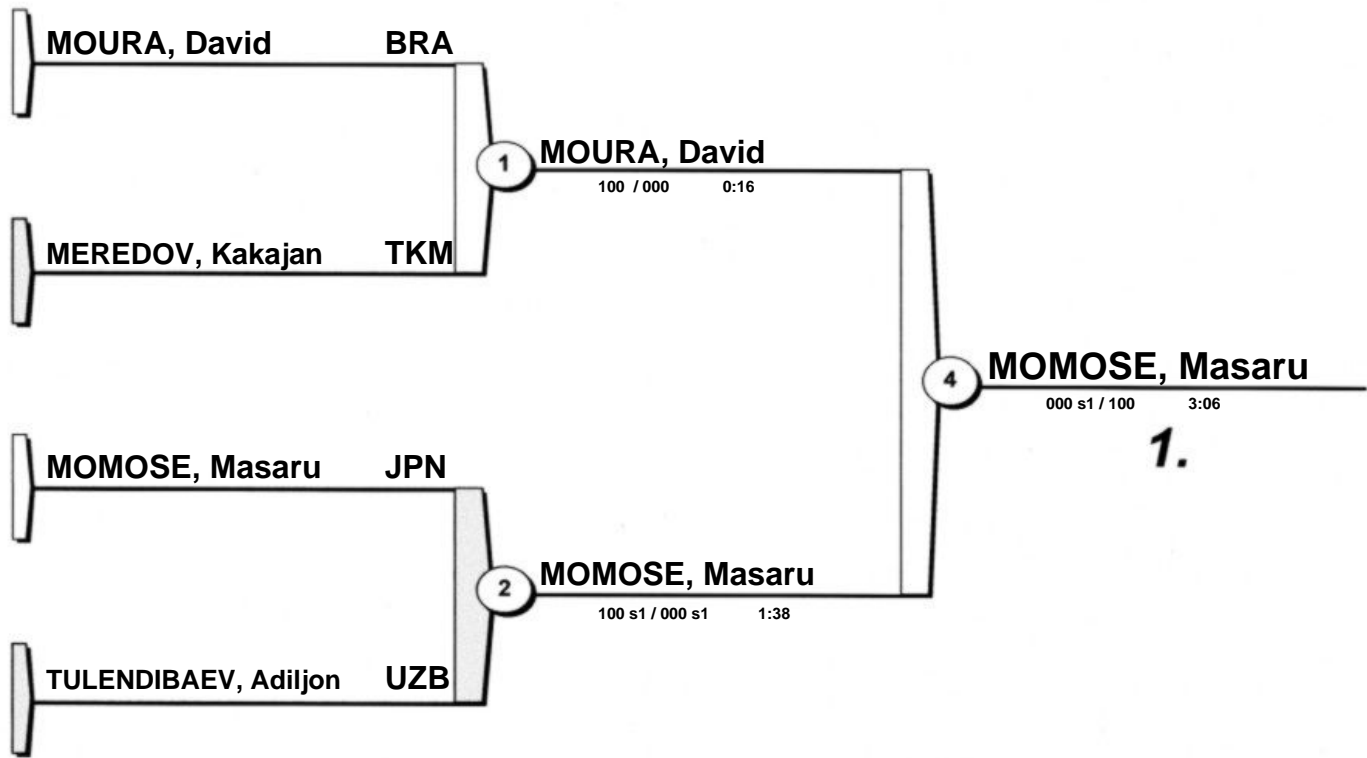 MOURA, David BRA
1 MOURA, David
100 / 000 0:16
MEREDOV, Kakajan TKM
4 MOMOSE, Masaru
000 s1 / 100 3:06
1.
MOMOSE, Masaru JPN
2 MOMOSE, Masaru
100 s1 / 000 s1 1:38
TULENDIBAEV, Adiljon UZB